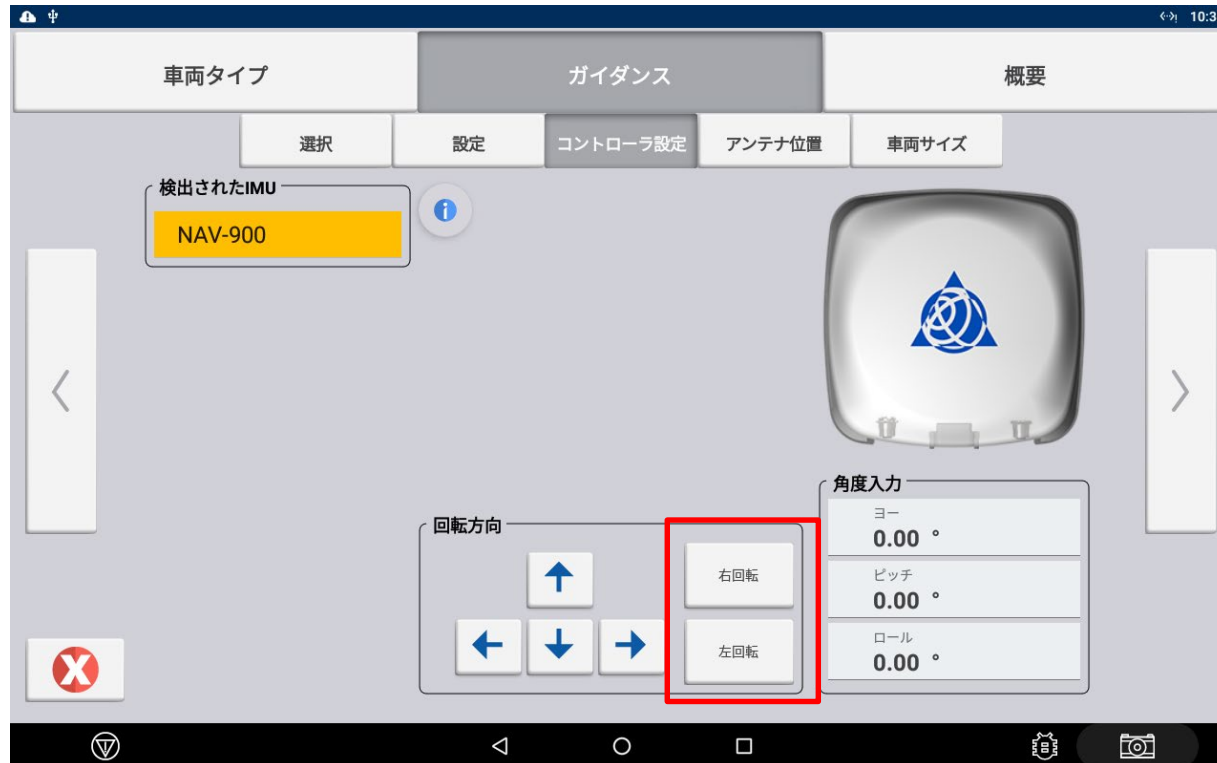 10:3
車両タイプ
ガイダンス
概要
選択
設定
コントローラ設定
アンテナ位置
車両サイズ
検出されたIMU
NAV-900
角度入力
ヨー
0.00 °
ピッチ
0.00 °
ロール
0.00 °
回転方向
右回転
左回転